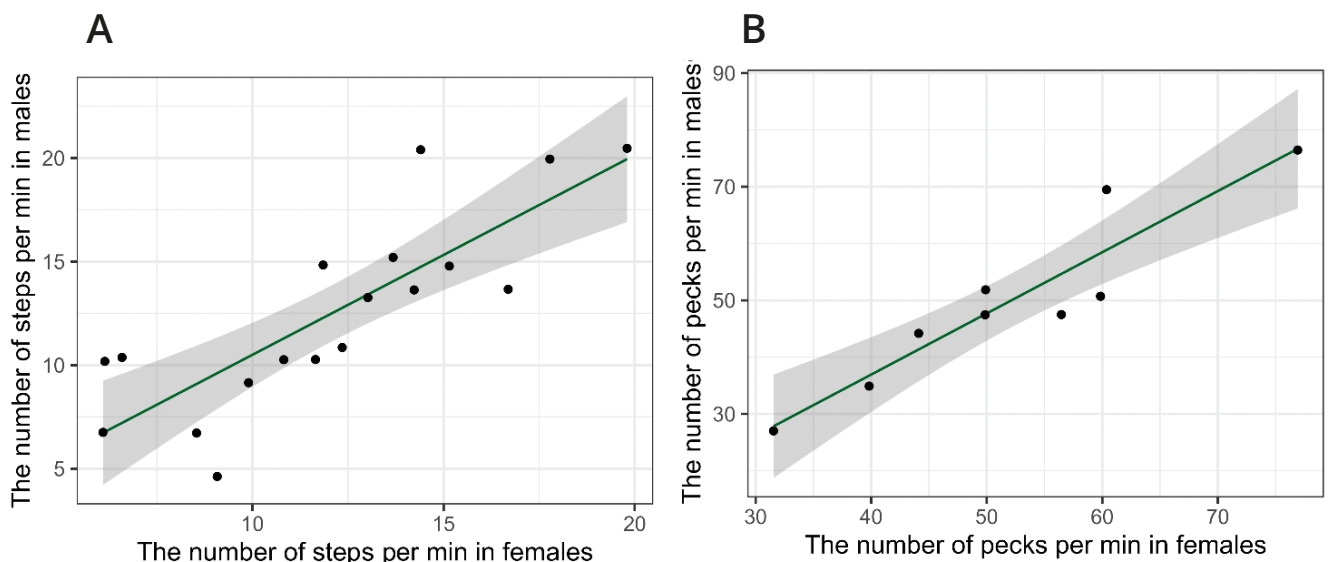 A
The number of steps per min in males
20
15
10
5
10 15 20
The number of steps per min in females
B
The number of pecks per min in males
90
70
50
30
30 40 50 60 70
The number of pecks per min in females